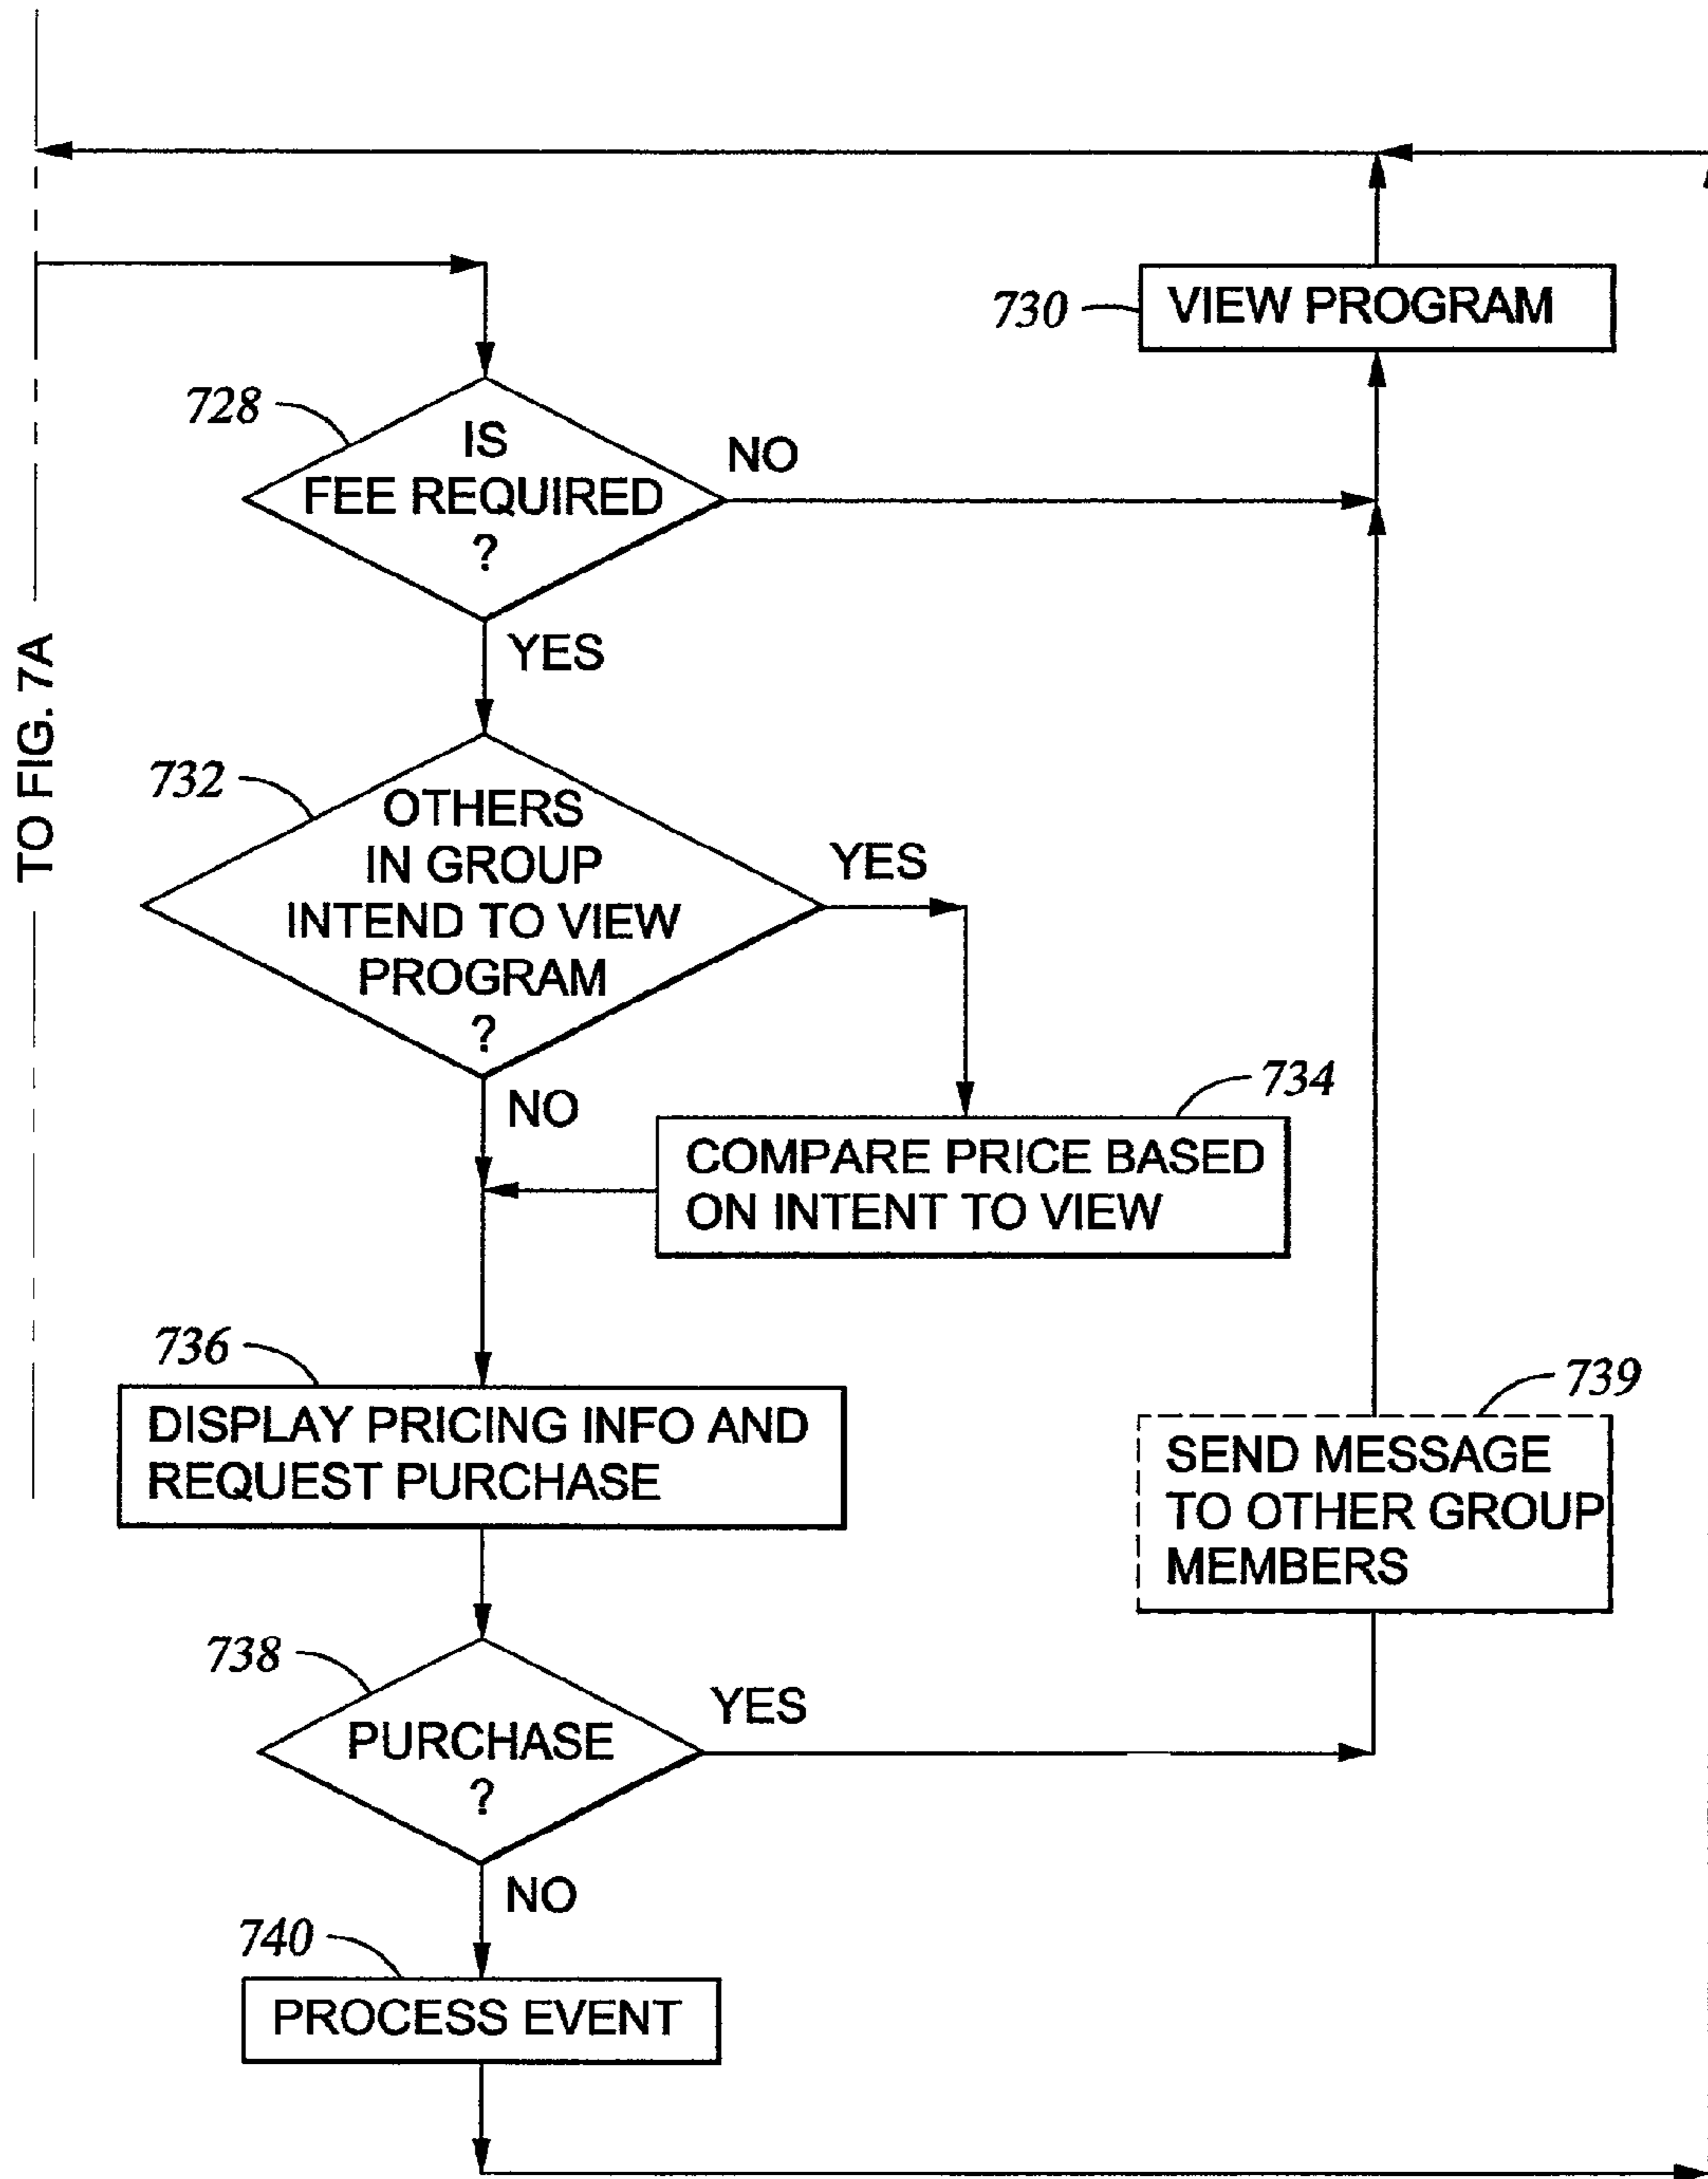 TO FIG. 7A
730
VIEW PROGRAM
728
IS
FEE REQUIRED
?
NO
YES
732
OTHERS
IN GROUP
INTEND TO VIEW
PROGRAM
?
YES
NO
734
COMPARE PRICE BASED
ON INTENT TO VIEW
736
DISPLAY PRICING INFO AND
REQUEST PURCHASE
739
SEND MESSAGE
TO OTHER GROUP
MEMBERS
738
PURCHASE
?
YES
NO
740
PROCESS EVENT